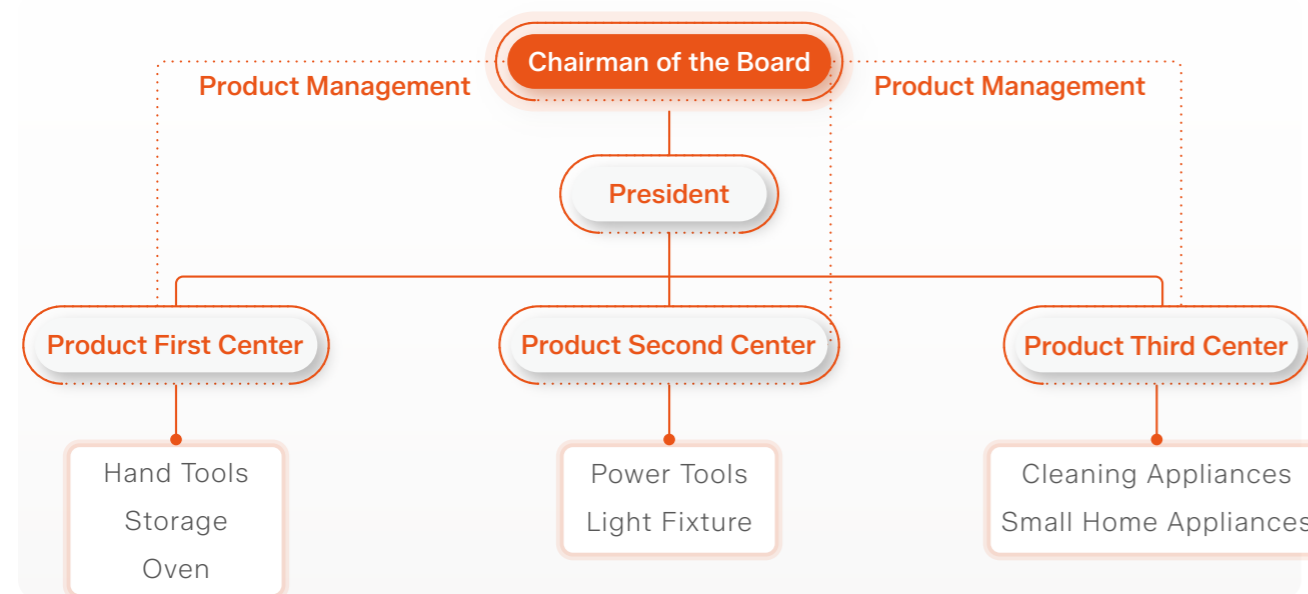 Chairman of the Board
Product Management
Product Management
President
Product First Center
Product Second Center
Product Third Center
Hand Tools
Storage
Oven
Power Tools
Light Fixture
Cleaning Appliances
Small Home Appliances